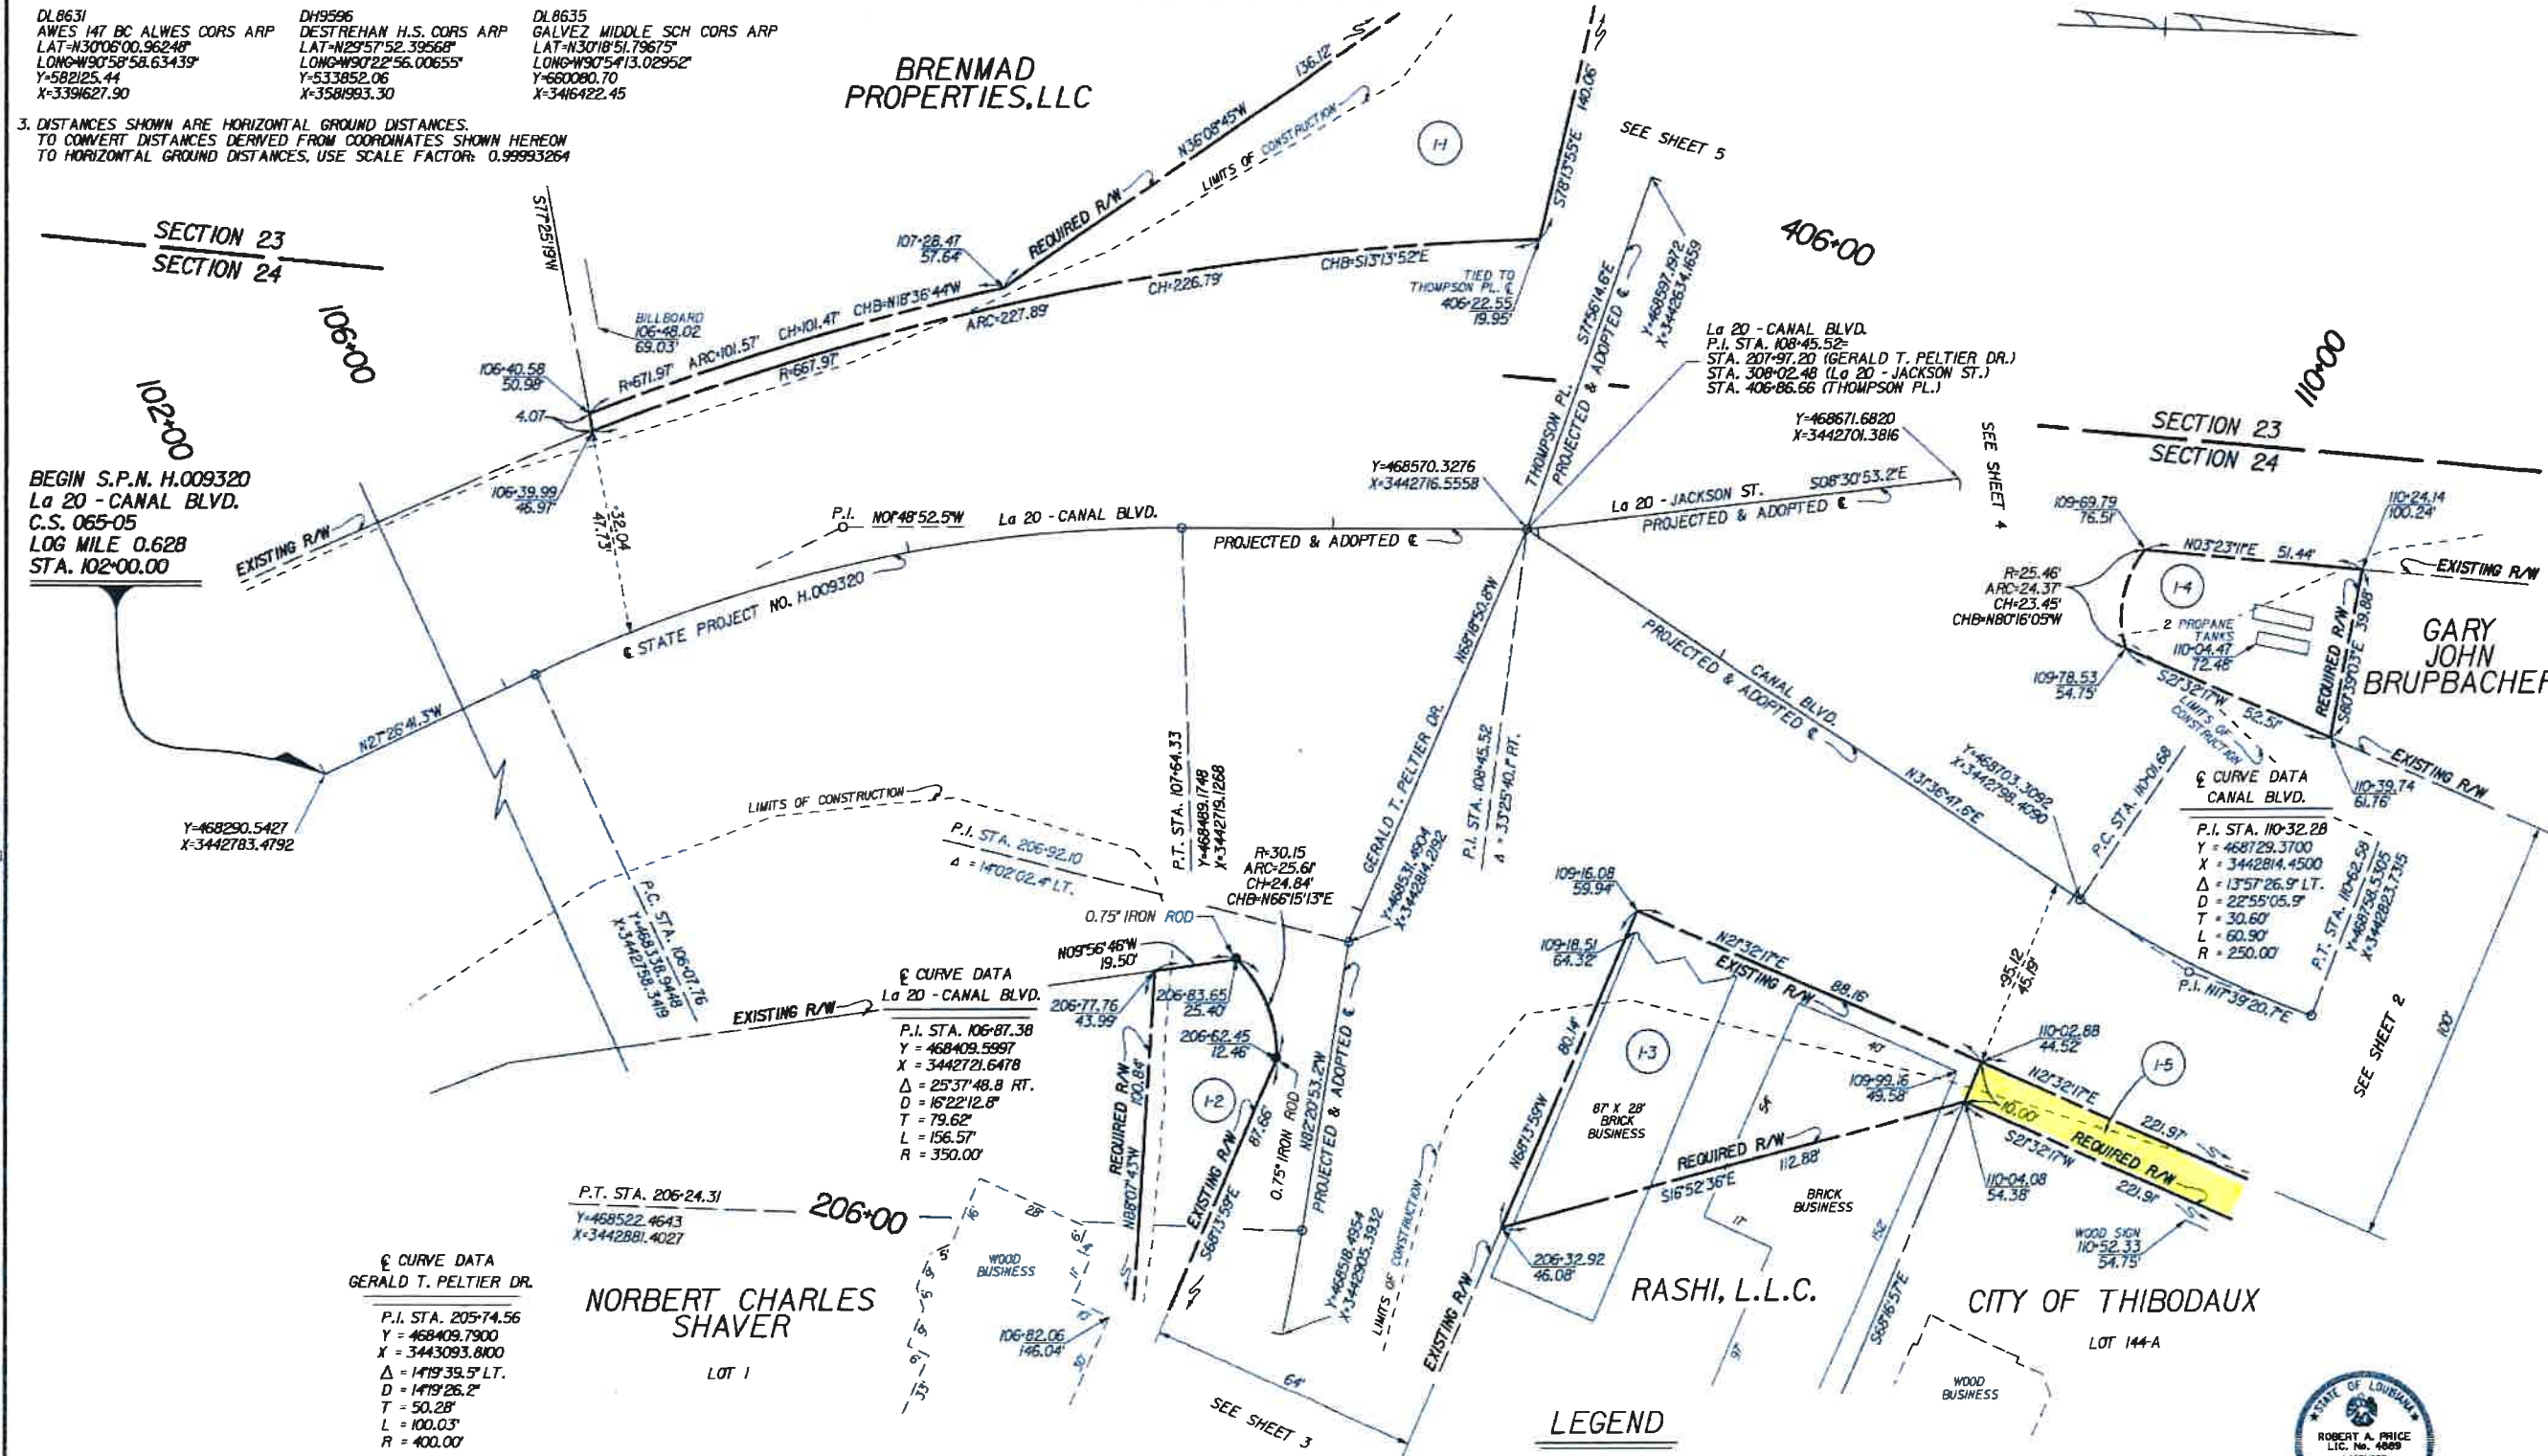 DL8631
AWES 147 BC ALWES CORS ARP
LAT=N30°06'00.96248"
LONG=W90°58'58.63439"
Y=582125.44
X=3391627.90
DH9596
DESTREHAN H.S. CORS ARP
LAT=N29°57'52.39568"
LONG=W90°22'56.00655"
Y=533852.06
X=3581993.30
DL8635
GALVEZ MIDDLE SCH CORS ARP
LAT=N30°18'51.79675"
LONG=W90°54'13.02952"
Y=660080.70
X=3416422.45
3. DISTANCES SHOWN ARE HORIZONTAL GROUND DISTANCES.
TO CONVERT DISTANCES DERIVED FROM COORDINATES SHOWN HEREON
TO HORIZONTAL GROUND DISTANCES, USE SCALE FACTOR: 0.99993264
BRENMAD
PROPERTIES, LLC
136.12'
N36°08'45"W
REQUIRED R/W
LIMITS OF CONSTRUCTION
1-1
S78°13'55"E 140.06'
SEE SHEET 5
SECTION 23
SECTION 24
S77°25'19"W
106+00
102+00
BILLBOARD
106+48.02
69.03'
107+28.47
57.64'
106+40.58
50.98'
4.07
R=671.97' ARC=101.57' CH=101.47' CHB=N18°36'44"W
R=667.97'
ARC=227.89'
CH=226.79'
CHB=S13°13'52"E
TIED TO
THOMPSON PL. ℄
406+22.55
19.95'
406+00
S71°56'14.6"E
THOMPSON PL.
PROJECTED & ADOPTED ℄
Y=468597.1972
X=3442634.1659
La 20 - CANAL BLVD.
P.I. STA. 108+45.52=
STA. 207+97.20 (GERALD T. PELTIER DR.)
STA. 308+02.48 (La 20 - JACKSON ST.)
STA. 406+86.66 (THOMPSON PL.)
Y=468671.6820
X=3442701.3816
SEE SHEET 4
110+00
SECTION 23
SECTION 24
BEGIN S.P.N. H.009320
La 20 - CANAL BLVD.
C.S. 065-05
LOG MILE 0.628
STA. 102+00.00
EXISTING R/W
106+39.99
46.97'
+32.04
47.73'
P.I. N01°48'52.5"W
La 20 - CANAL BLVD.
PROJECTED & ADOPTED ℄
℄ STATE PROJECT NO. H.009320
Y=468570.3276
X=3442716.5558
La 20 - JACKSON ST. S08°30'53.2"E
PROJECTED & ADOPTED ℄
109+69.79
76.51'
110+24.14
100.24'
N03°23'11"E 51.44'
EXISTING R/W
R=25.46'
ARC=24.37'
CH=23.45'
CHB=N80°16'05"W
1-4
2 PROPANE
TANKS
110+04.47
72.48'
REQUIRED R/W
S80°39'03"E 39.88'
GARY
JOHN
BRUPBACHER
109+78.53
54.75'
S21°32'17"W 52.51'
LIMITS OF
CONSTRUCTION
EXISTING R/W
110+39.74
61.76'
N27°26'41.3"W
Y=468290.5427
X=3442783.4792
LIMITS OF CONSTRUCTION
P.C. STA. 106+07.76
Y=468338.9448
X=3442758.3419
P.T. STA. 107+64.33
Y=468489.1748
X=3442719.1268
N68°18'50.8"W
GERALD T. PELTIER DR.
P.I. STA. 108+45.52
Δ = 33°25'40.1" RT.
CANAL BLVD.
PROJECTED & ADOPTED ℄
N31°36'47.6"E
Y=468703.3092
X=3442798.4090
P.C. STA. 110+01.68
℄ CURVE DATA
CANAL BLVD.
P.I. STA. 110+32.28
Y = 468729.3700
X = 3442814.4500
Δ = 13°57'26.9" LT.
D = 22°55'05.9"
T = 30.60'
L = 60.90'
R = 250.00'
P.T. STA. 110+62.58
Y=468758.5305
X=3442823.7315
P.I. N17°39'20.7"E
SEE SHEET 2
100'
P.I. STA. 206+92.10
Δ = 14°02'02.4" LT.
R=30.15
ARC=25.61'
CH=24.84'
CHB=N66°15'13"E
0.75" IRON ROD
N09°56'46"W
19.50'
Y=468531.4904
X=3442814.2192
℄ CURVE DATA
La 20 - CANAL BLVD.
P.I. STA. 106+87.38
Y = 468409.5997
X = 3442721.6478
Δ = 25°37'48.8 RT.
D = 16°22'12.8"
T = 79.62'
L = 156.57'
R = 350.00'
EXISTING R/W
206+77.76
43.99'
206+83.65
25.40'
206+62.45
12.46'
REQUIRED R/W
100.84'
N88°07'43"W
1-2
EXISTING R/W
87.66'
S68°13'59"E
0.75" IRON ROD
N82°20'53.2"W
PROJECTED & ADOPTED ℄
109+16.08
59.94'
109+18.51
64.32'
N21°32'17"E
EXISTING R/W
88.16'
+95.12
45.19'
110+02.88
44.52'
80.14'
N68°13'59"W
1-3
87' X 28'
BRICK
BUSINESS
40'
54'
109+99.16
49.58'
1-5
N21°32'17"E
221.97'
10.00'
REQUIRED R/W
S21°32'17"W
221.91'
REQUIRED R/W
112.88'
S16°52'36"E
BRICK
BUSINESS
17'
97'
152'
S68°16'57"E
110+04.08
54.38'
WOOD SIGN
110+52.33
54.75'
P.T. STA. 206+24.31
Y=468522.4643
X=3442881.4027
206+00
16'
28'
6'
4'
11'
10'
30'
5'
9'
5'
9'
6'
33'
WOOD
BUSINESS
106+82.06
146.04'
Y=468518.4954
X=3442905.3932
LIMITS OF CONSTRUCTION
EXISTING R/W
206+32.92
46.08'
RASHI, L.L.C.
CITY OF THIBODAUX
LOT 144-A
WOOD
BUSINESS
℄ CURVE DATA
GERALD T. PELTIER DR.
P.I. STA. 205+74.56
Y = 468409.7900
X = 3443093.8100
Δ = 14°19'39.5" LT.
D = 14°19'26.2"
T = 50.28'
L = 100.03'
R = 400.00'
NORBERT CHARLES
SHAVER
LOT 1
64'
SEE SHEET 3
LEGEND
STATE OF LOUISIANA
ROBERT A. PRICE
LIC. No. 4889